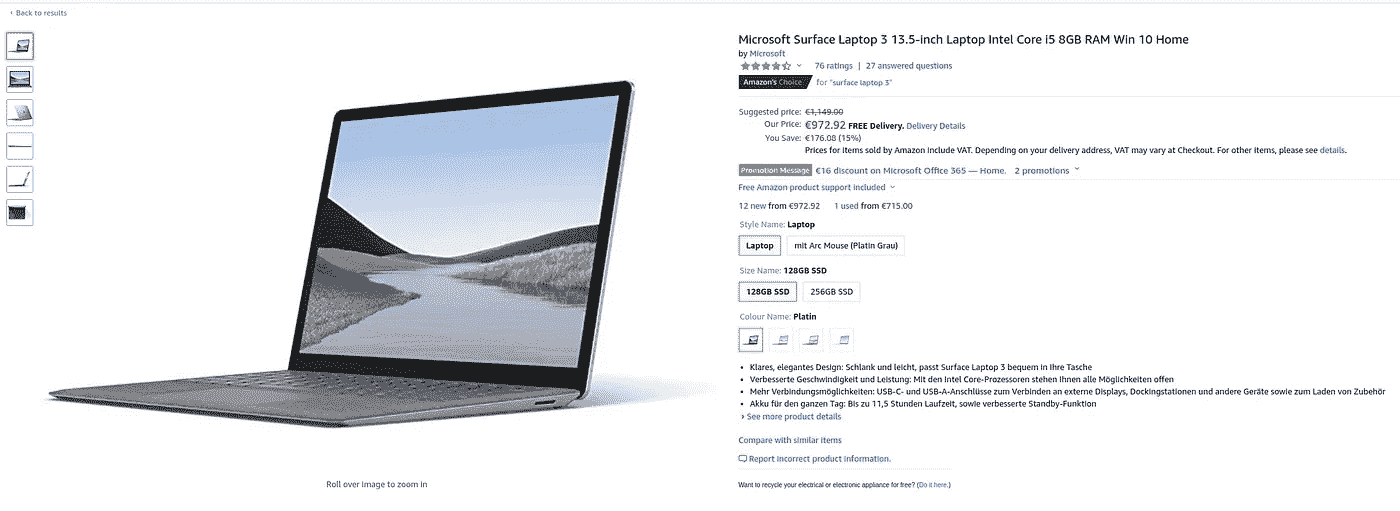 ‹ Back to results
Microsoft Surface Laptop 3 13.5-inch Laptop Intel Core i5 8GB RAM Win 10 Home
by Microsoft
76 ratings | 27 answered questions
Amazon's Choice for "surface laptop 3"
Suggested price: €1,149.00
Our Price: €972.92 FREE Delivery. Delivery Details
You Save: €176.08 (15%)
Prices for items sold by Amazon include VAT. Depending on your delivery address, VAT may vary at Checkout. For other items, please see details.
Promotion Message €16 discount on Microsoft Office 365 — Home. 2 promotions
Free Amazon product support included
12 new from €972.92 1 used from €715.00
Style Name: Laptop
Laptop mit Arc Mouse (Platin Grau)
Size Name: 128GB SSD
128GB SSD 256GB SSD
Colour Name: Platin
• Klares, elegantes Design: Schlank und leicht, passt Surface Laptop 3 bequem in Ihre Tasche
• Verbesserte Geschwindigkeit und Leistung: Mit den Intel Core-Prozessoren stehen Ihnen alle Möglichkeiten offen
• Mehr Verbindungsmöglichkeiten: USB-C- und USB-A-Anschlüsse zum Verbinden an externe Displays, Dockingstationen und andere Geräte sowie zum Laden von Zubehör
• Akku für den ganzen Tag: Bis zu 11,5 Stunden Laufzeit, sowie verbesserte Standby-Funktion
› See more product details
Compare with similar items
Report incorrect product information.
Roll over image to zoom in
Want to recycle your electrical or electronic appliance for free? (Do it here.)